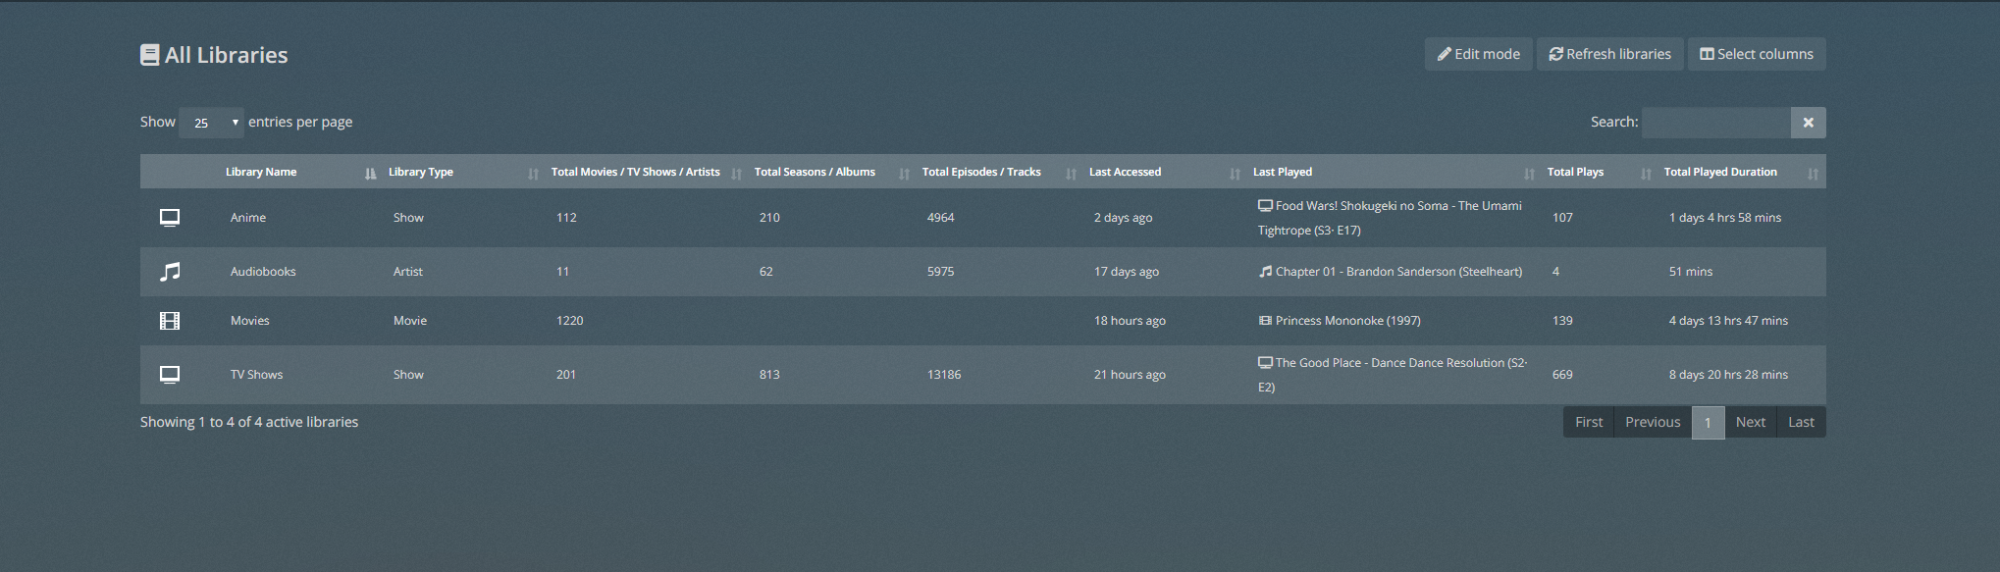 All Libraries
Edit mode Refresh libraries Select columns
Show 25 entries per page Search:
Library Name Library Type Total Movies / TV Shows / Artists Total Seasons / Albums Total Episodes / Tracks Last Accessed Last Played Total Plays Total Played Duration
Anime Show 112 210 4964 2 days ago Food Wars! Shokugeki no Soma - The Umami Tightrope (S3· E17) 107 1 days 4 hrs 58 mins
Audiobooks Artist 11 62 5975 17 days ago Chapter 01 - Brandon Sanderson (Steelheart) 4 51 mins
Movies Movie 1220 18 hours ago Princess Mononoke (1997) 139 4 days 13 hrs 47 mins
TV Shows Show 201 813 13186 21 hours ago The Good Place - Dance Dance Resolution (S2· E2) 669 8 days 20 hrs 28 mins
Showing 1 to 4 of 4 active libraries First Previous 1 Next Last